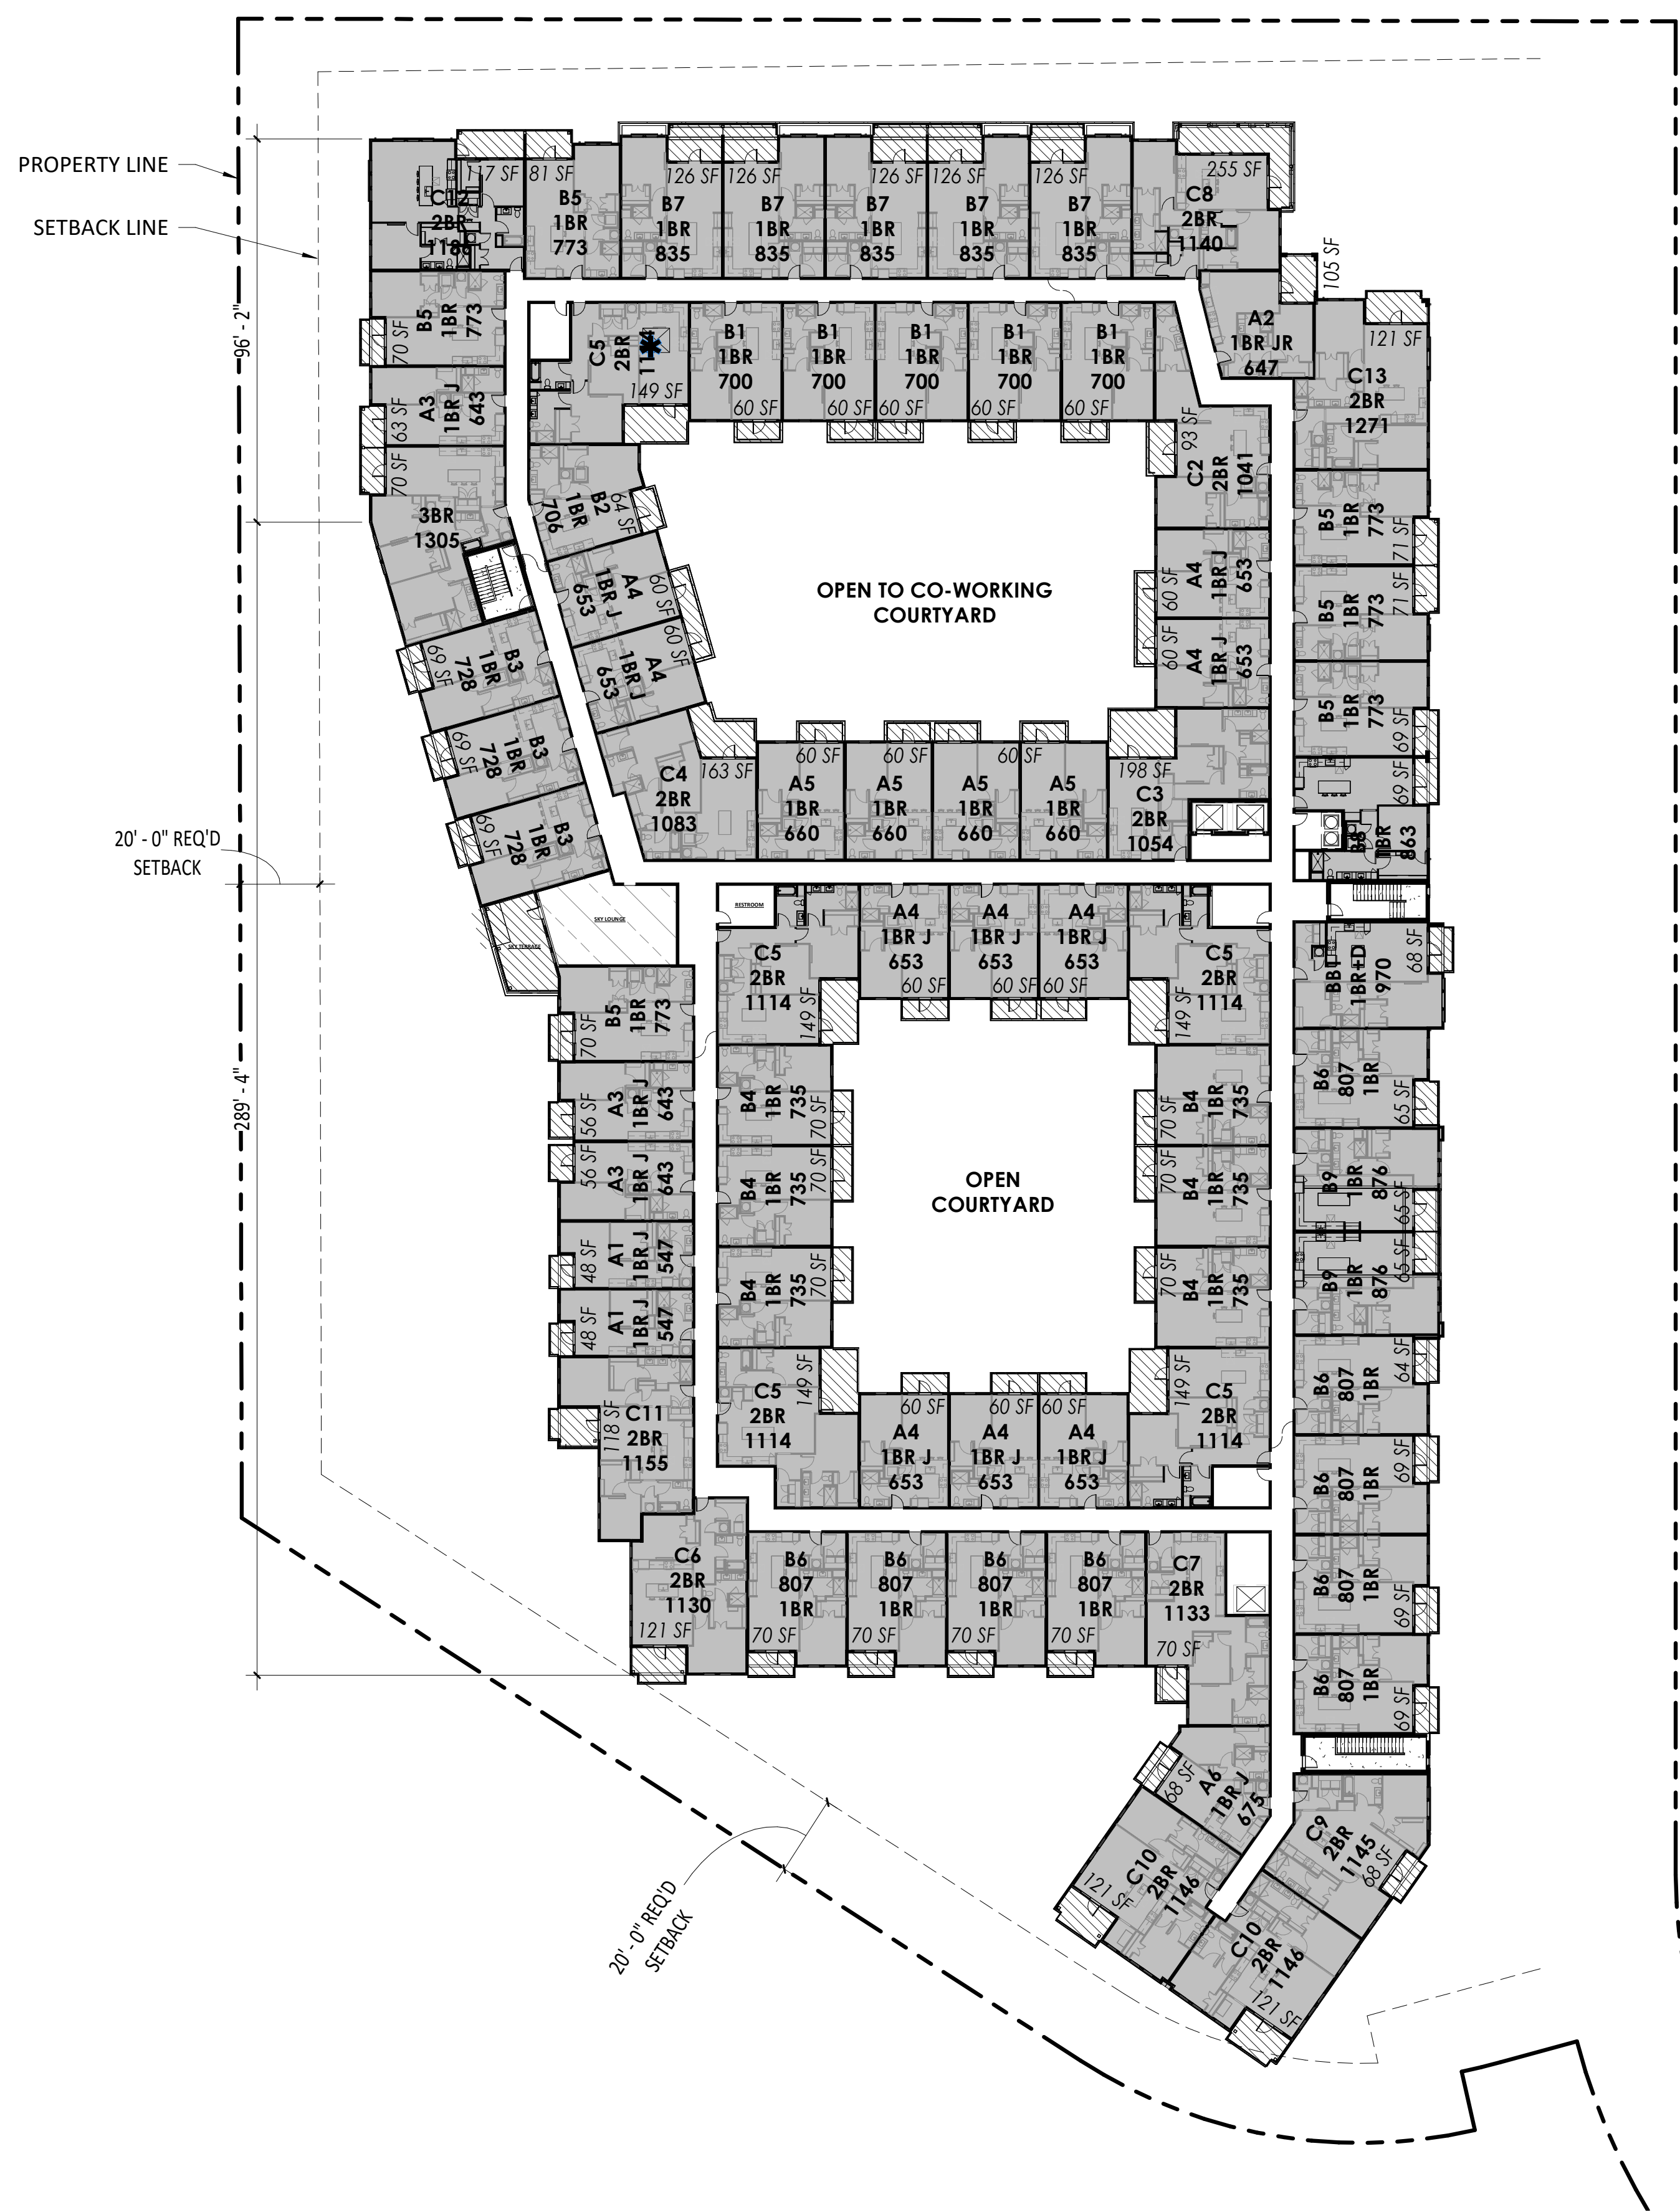 PROPERTY LINE
SETBACK LINE
96' - 2"
20' - 0" REQ'D
SETBACK
289' - 4"
20' - 0" REQ'D
SETBACK
117 SF
C12
2BR
1186
81 SF
B5
1BR
773
126 SF
B7
1BR
835
126 SF
B7
1BR
835
126 SF
B7
1BR
835
126 SF
B7
1BR
835
126 SF
B7
1BR
835
255 SF
C8
2BR
1140
105 SF
A2
1BR JR
647
121 SF
C13
2BR
1271
B5
1BR
773
70 SF
A3
1BR J
643
63 SF
70 SF
3BR
1305
C5
2BR
149 SF
B1
1BR
700
60 SF
B1
1BR
700
60 SF
B1
1BR
700
60 SF
B1
1BR
700
60 SF
B1
1BR
700
60 SF
93 SF
C2
2BR
1041
B2
1BR
706
64 SF
A4
1BR J
653
60 SF
A4
1BR J
653
60 SF
OPEN TO CO-WORKING
COURTYARD
A4
1BR J
653
60 SF
A4
1BR J
653
60 SF
B5
1BR
773
71 SF
B5
1BR
773
71 SF
B5
1BR
773
69 SF
69 SF
B8
1BR
863
B3
1BR
728
69 SF
B3
1BR
728
69 SF
B3
1BR
728
69 SF
163 SF
C4
2BR
1083
60 SF
A5
1BR
660
60 SF
A5
1BR
660
60 SF
A5
1BR
660
60 SF
A5
1BR
660
198 SF
C3
2BR
1054
SKY LOUNGE
SKY TERRACE
RESTROOM
C5
2BR
1114
149 SF
A4
1BR J
653
60 SF
A4
1BR J
653
60 SF
A4
1BR J
653
60 SF
C5
2BR
1114
149 SF
BB1
1BR+D
970
68 SF
B5
1BR
773
70 SF
A3
1BR J
643
56 SF
A3
1BR J
643
56 SF
A1
1BR J
547
48 SF
A1
1BR J
547
48 SF
C11
2BR
1155
118 SF
B4
1BR
735
70 SF
B4
1BR
735
70 SF
B4
1BR
735
70 SF
OPEN
COURTYARD
B4
1BR
735
70 SF
B4
1BR
735
70 SF
B4
1BR
735
70 SF
B6
807
1BR
65 SF
B9
1BR
876
65 SF
B9
1BR
876
65 SF
B6
807
1BR
64 SF
B6
807
1BR
69 SF
B6
807
1BR
69 SF
B6
807
1BR
69 SF
C5
2BR
1114
149 SF
60 SF
A4
1BR J
653
60 SF
A4
1BR J
653
60 SF
A4
1BR J
653
C5
2BR
1114
149 SF
C6
2BR
1130
121 SF
B6
807
1BR
70 SF
B6
807
1BR
70 SF
B6
807
1BR
70 SF
B6
807
1BR
70 SF
C7
2BR
1133
70 SF
A6
1BR J
675
68 SF
C10
2BR
1146
121 SF
C9
2BR
1145
68 SF
C10
2BR
1146
121 SF